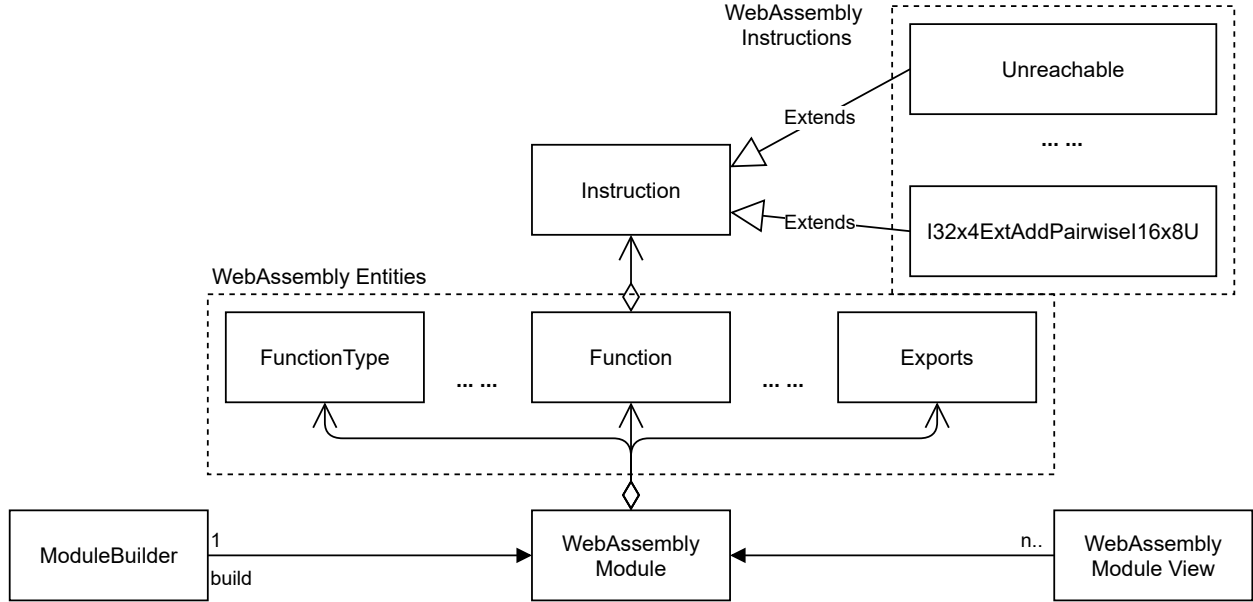 WebAssembly
Instructions
Unreachable
Extends
... ...
Instruction
Extends
I32x4ExtAddPairwiseI16x8U
WebAssembly Entities
FunctionType
... ...
Function
... ...
Exports
ModuleBuilder
1
build
WebAssembly
Module
n..
WebAssembly
Module View